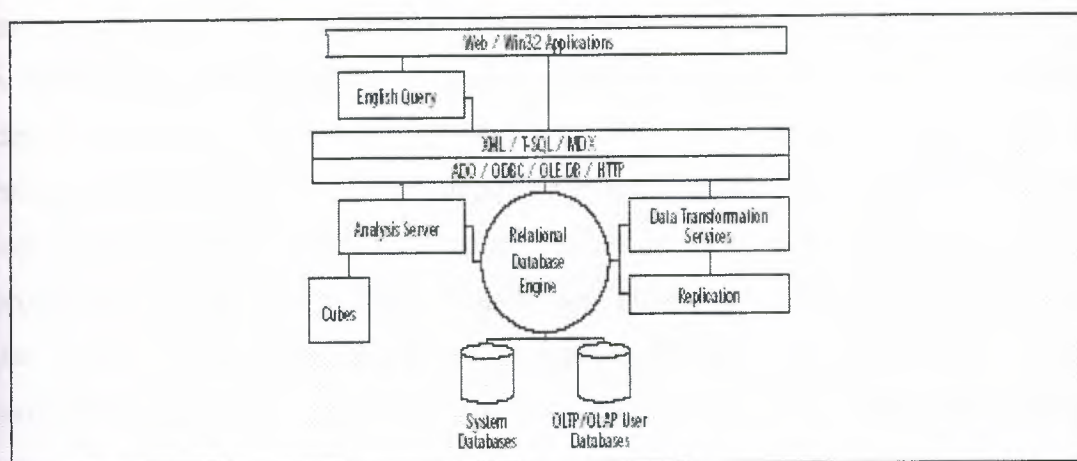 Web / Win32 Applications
English Query
XML / T-SQL / MDX
ADO / ODBC / OLE DB / HTTP
Analysis Server
Relational
Database
Engine
Data Transformation
Services
Replication
Cubes
System
Databases
OLTP/OLAP User
Databases